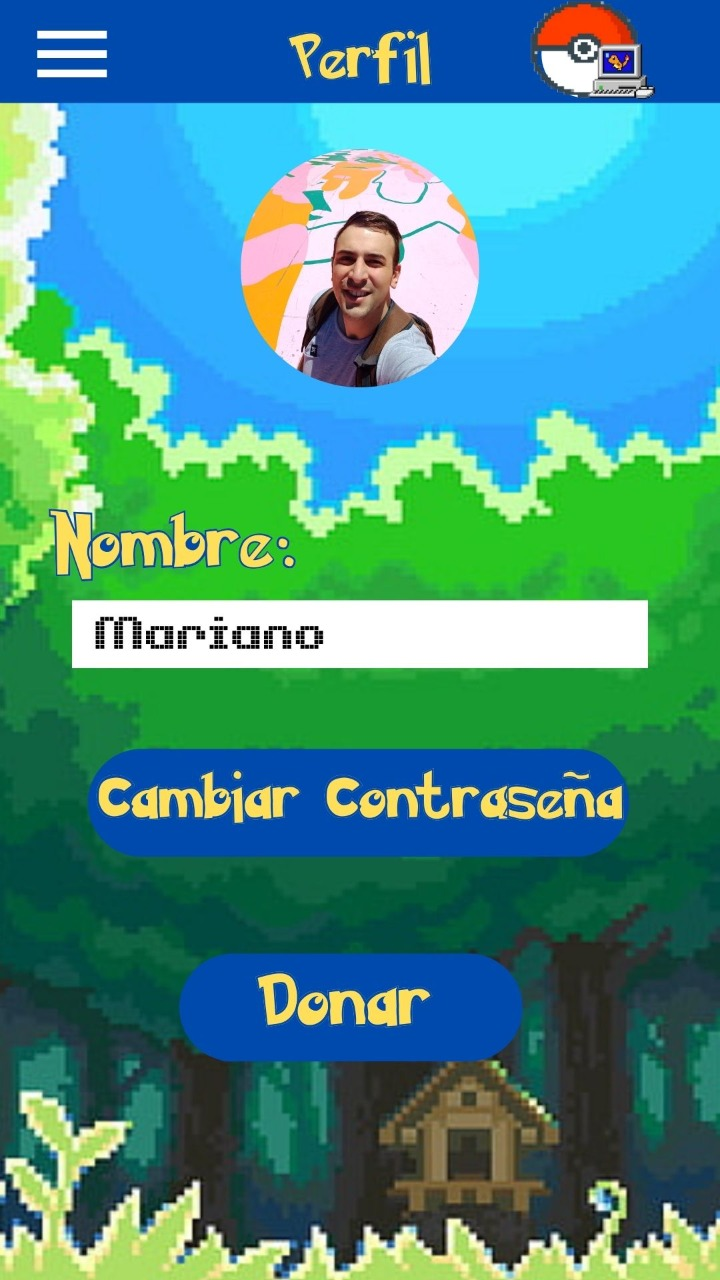 Perfil
Nombre:
Mariano
Cambiar Contraseña
Donar